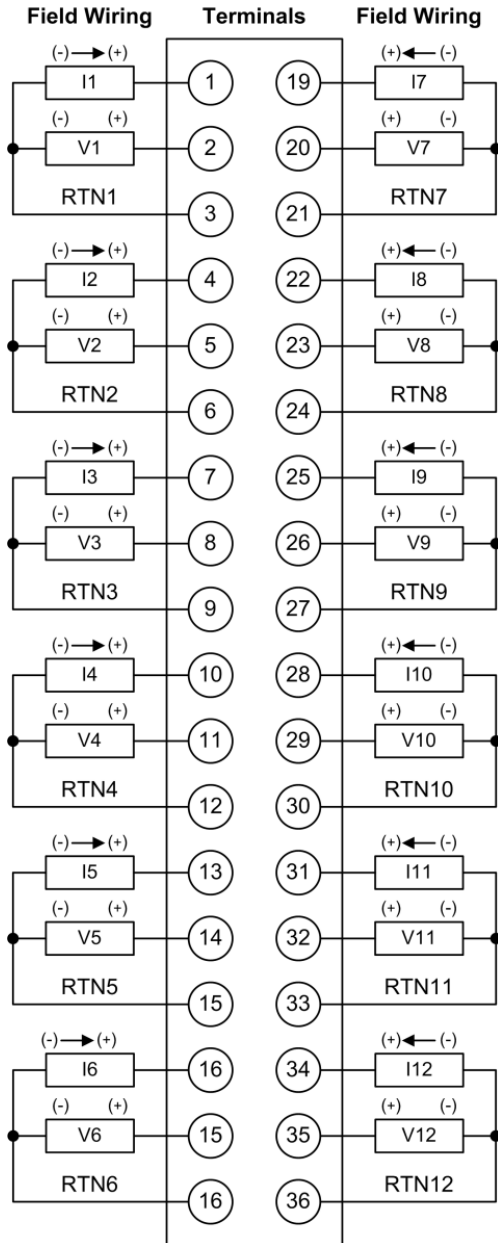 Field Wiring Terminals Field Wiring
(-) (+) (+) (-)
I1 1 19 I7
(-) (+) (+) (-)
V1 2 20 V7
RTN1 3 21 RTN7
(-) (+) (+) (-)
I2 4 22 I8
(-) (+) (+) (-)
V2 5 23 V8
RTN2 6 24 RTN8
(-) (+) (+) (-)
I3 7 25 I9
(-) (+) (+) (-)
V3 8 26 V9
RTN3 9 27 RTN9
(-) (+) (+) (-)
I4 10 28 I10
(-) (+) (+) (-)
V4 11 29 V10
RTN4 12 30 RTN10
(-) (+) (+) (-)
I5 13 31 I11
(-) (+) (+) (-)
V5 14 32 V11
RTN5 15 33 RTN11
(-) (+) (+) (-)
I6 16 34 I12
(-) (+) (+) (-)
V6 15 35 V12
RTN6 16 36 RTN12